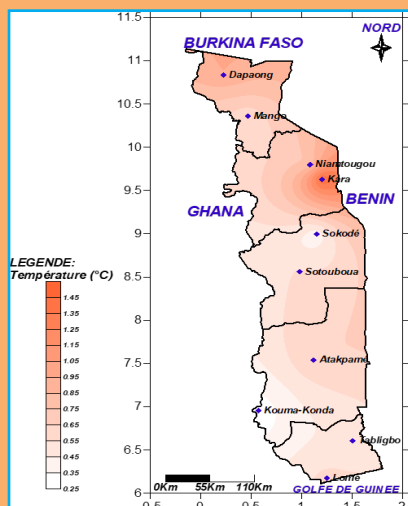 11.5
NORD
BURKINA FASO
11
Dapaong
10.5
Mango
10
Niamtougou
Kara
9.5
BENIN
GHANA
9
Sokodé
LEGENDE:
Température (°C)
8.5
Sotouboua
1.45
1.35
1.25
1.15
1.05
0.95
0.85
0.75
0.65
0.55
0.45
0.35
0.25
8
7.5
Atakpamé
7
Kouma-Konda
6.5
Tabligbo
Lomé
0Km 55Km 110Km
GOLFE DE GUINEE
6
-0.5 0 0.5 1 1.5 2